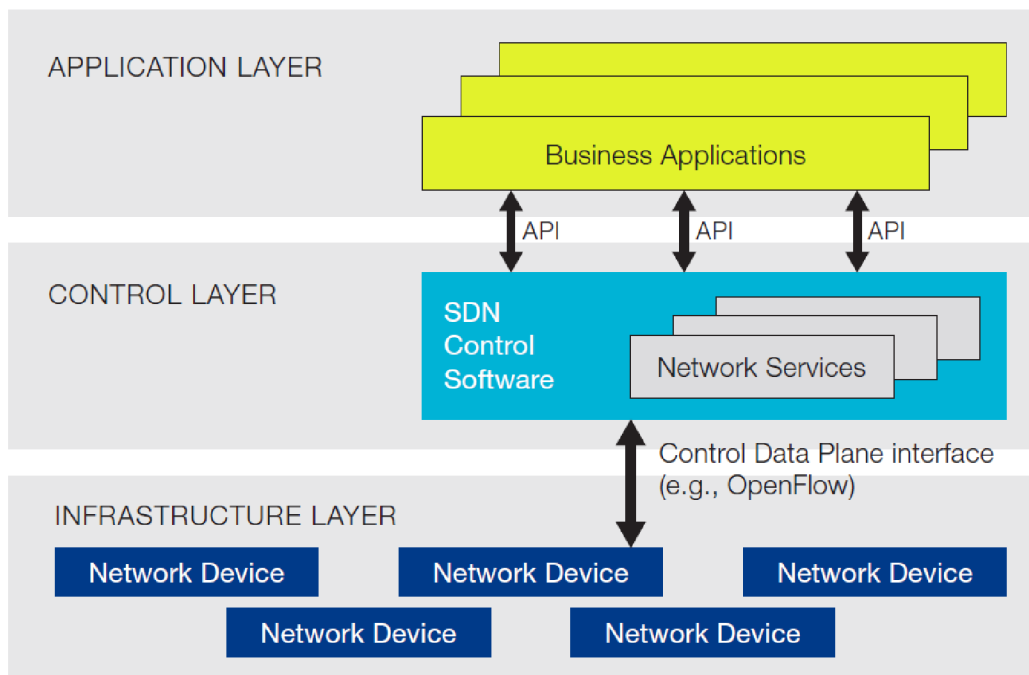 APPLICATION LAYER
Business Applications
API
API
API
CONTROL LAYER
SDN
Control
Software
Network Services
Control Data Plane interface
(e.g., OpenFlow)
INFRASTRUCTURE LAYER
Network Device
Network Device
Network Device
Network Device
Network Device